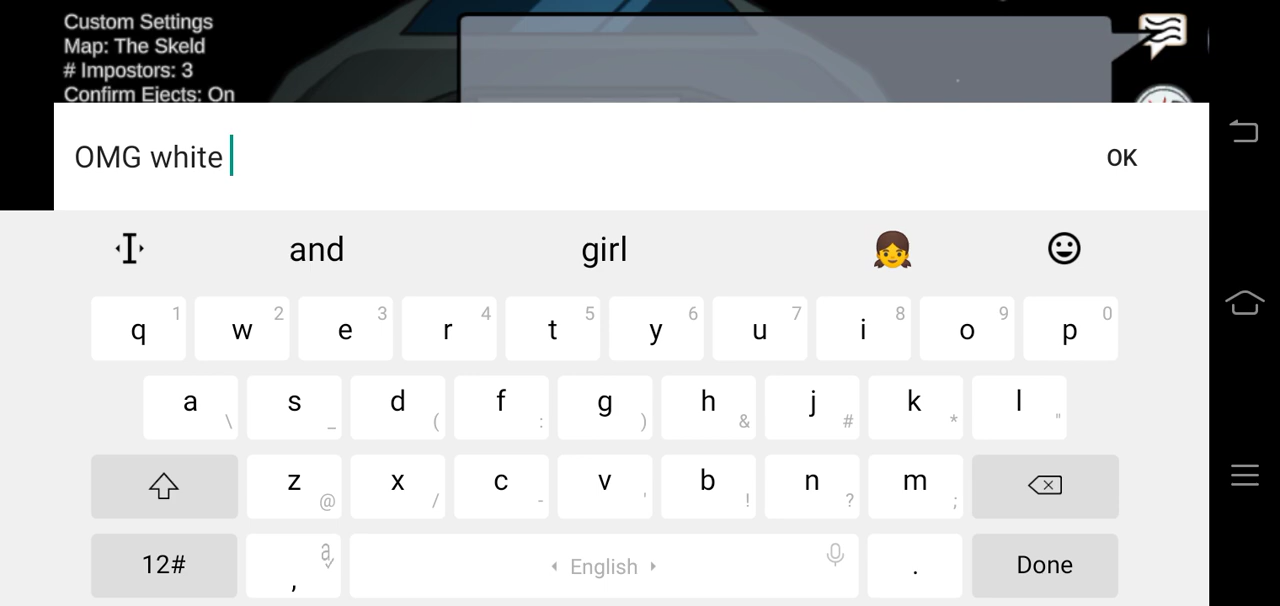 Custom Settings
Map: The Skeld
# Impostors: 3
Confirm Ejects: On
OMG white
OK
and girl 👧
q 1 w 2 e 3 r 4 t 5 y 6 u 7 i 8 o 9 p 0
a \ s _ d ( f : g ) h & j # k * l "
z @ x / c - v ' b ! n ? m ;
12# , a English . Done